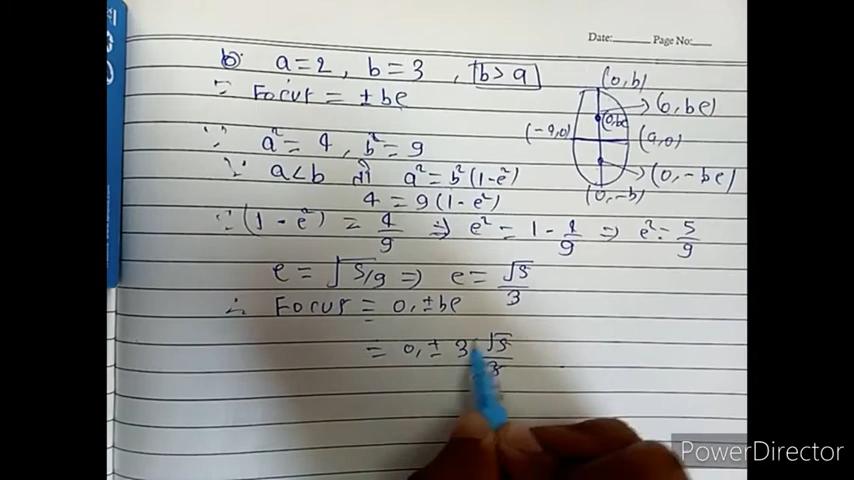 Date:______ Page No:____
b) a = 2 , b = 3 , b > a
∵ Focus = ± be
∵ a² = 4 , b² = 9
∵ a < b तो a² = b² (1 - e²)
4 = 9 (1 - e²)
∵ (1 - e²) = 4/9 ⇒ e² = 1 - 4/9 ⇒ e² = 5/9
e = √5/9 ⇒ e = √5/3
∴ Focus = 0, ± be
= 0, ± 3 √5/3
(0, b)
(0, be)
(0, be
(-a, 0)
(a, 0)
(0, -be)
(0, -b)
PowerDirector